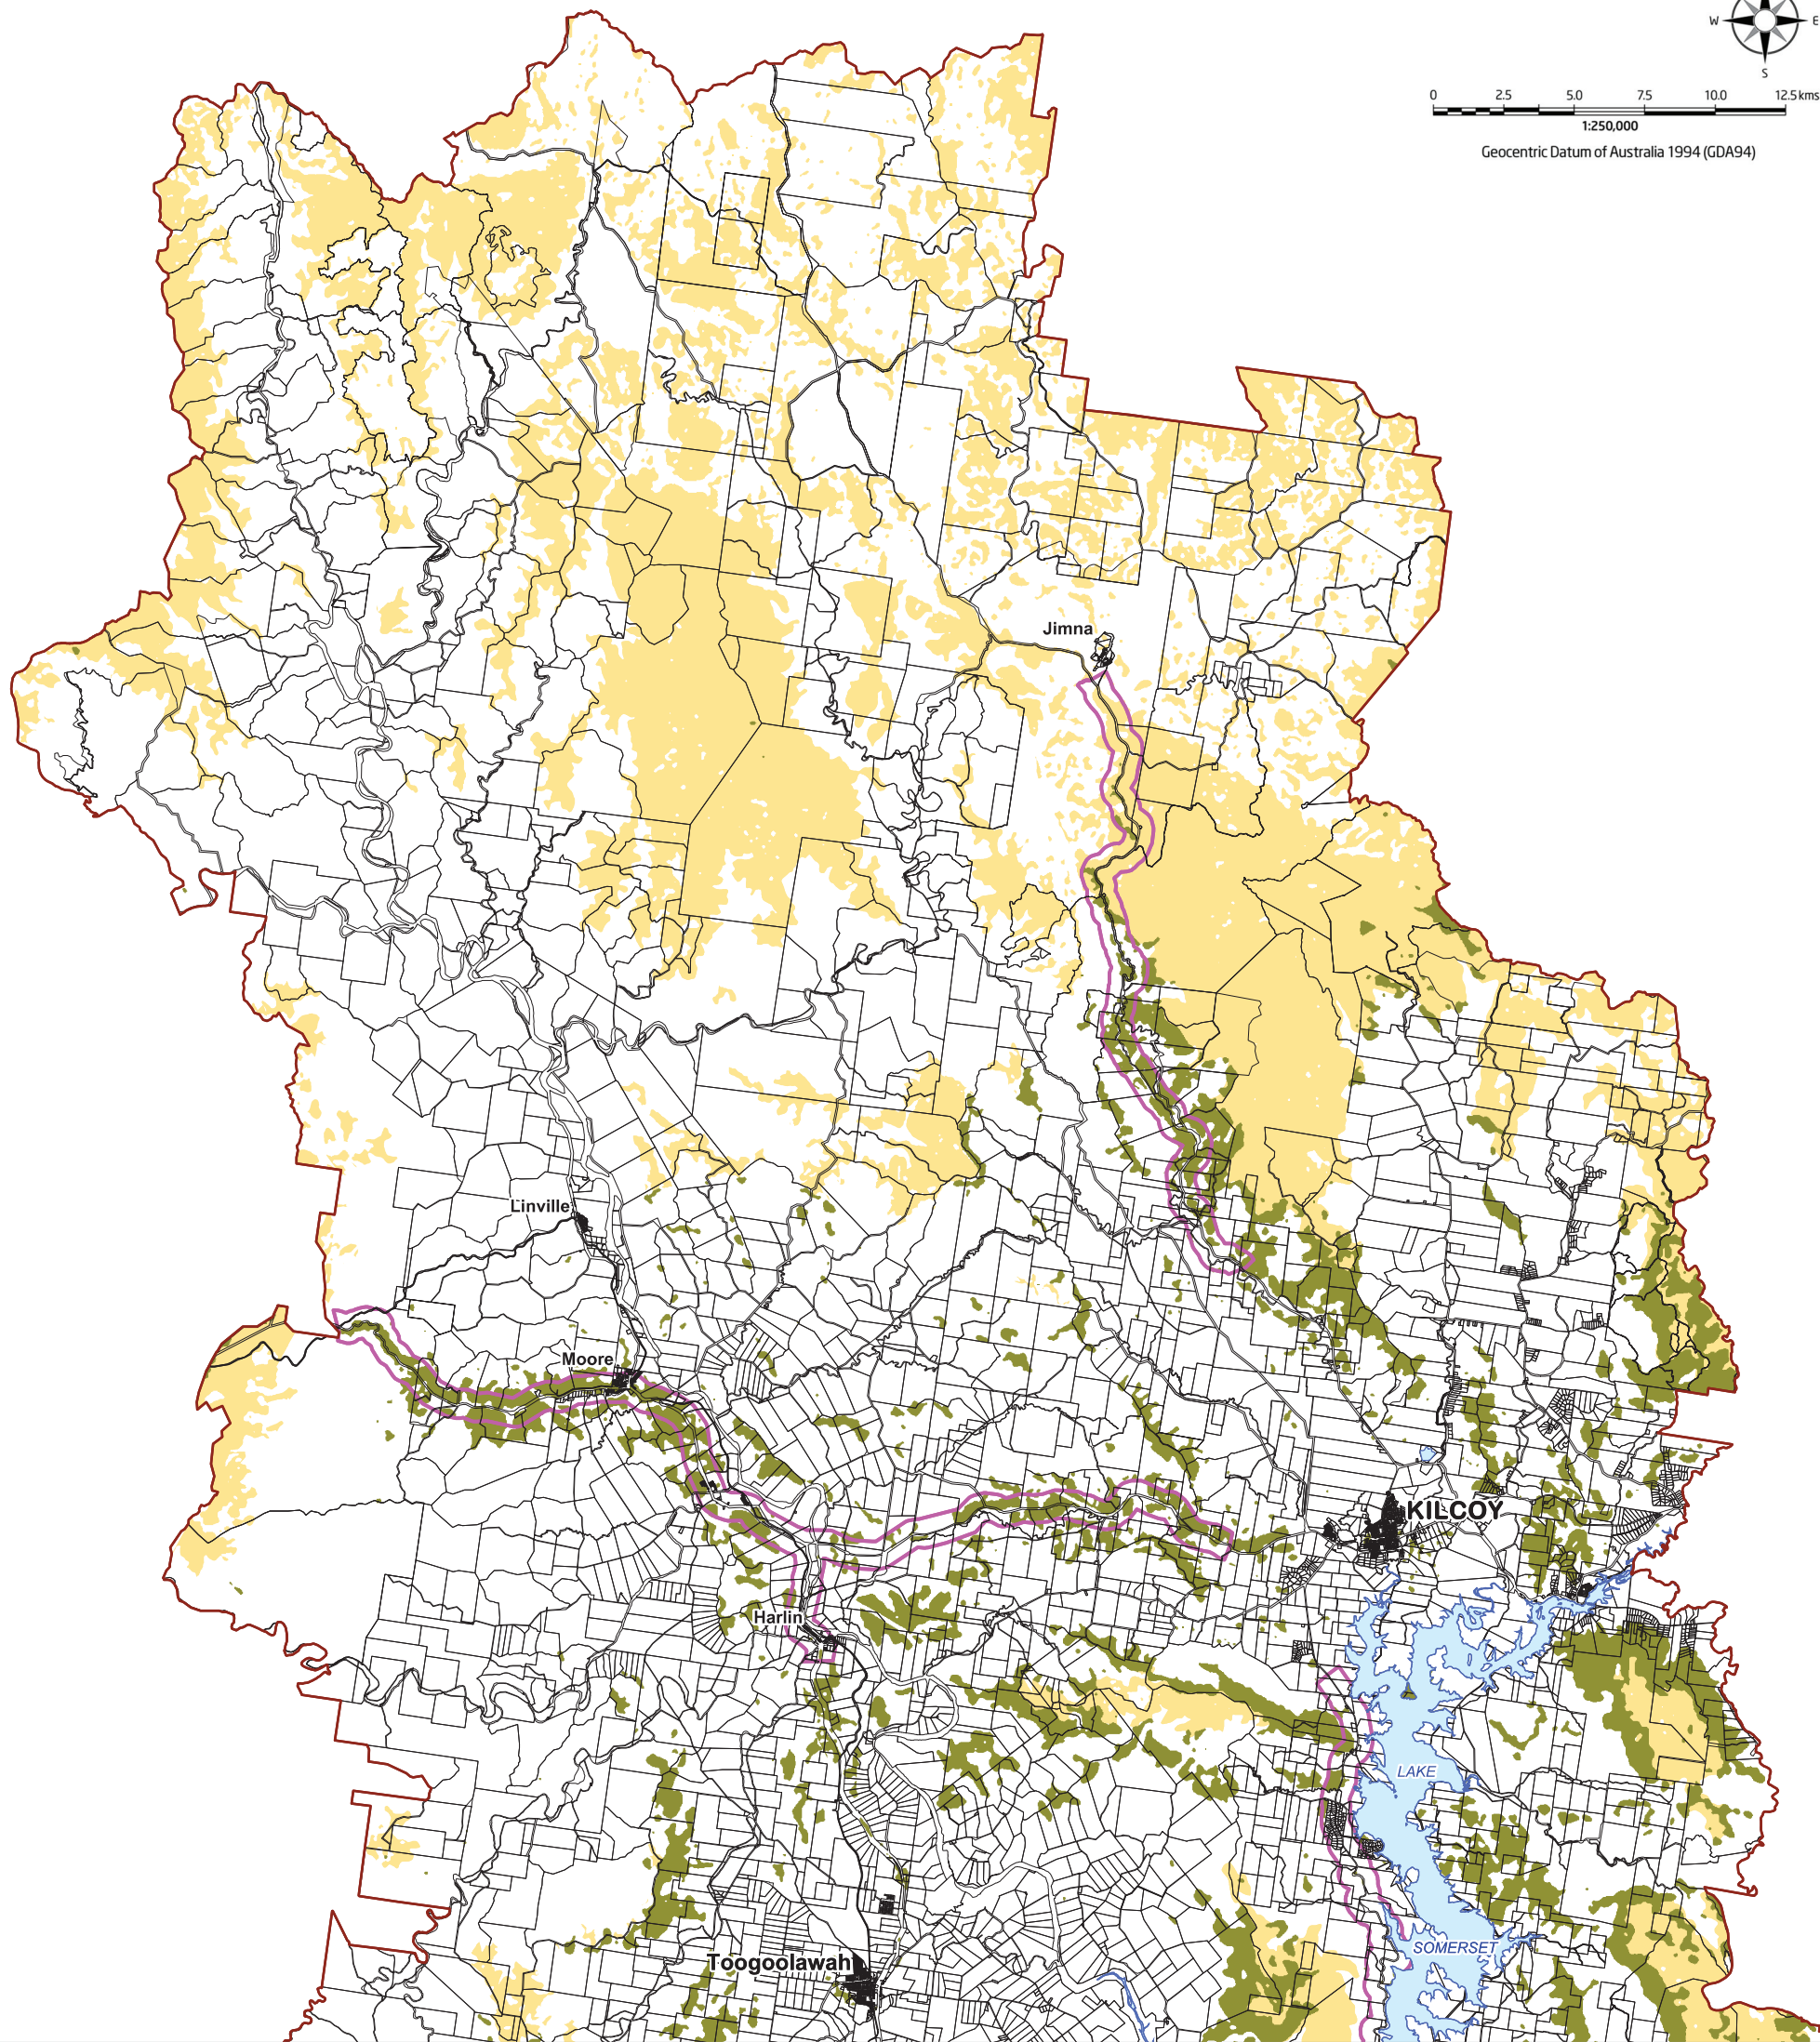 W E
S
0 2.5 5.0 7.5 10.0 12.5 kms
1:250,000
Geocentric Datum of Australia 1994 (GDA94)
Jimna
Linville
Moore
KILCOY
Harlin
LAKE
SOMERSET
Toogoolawah